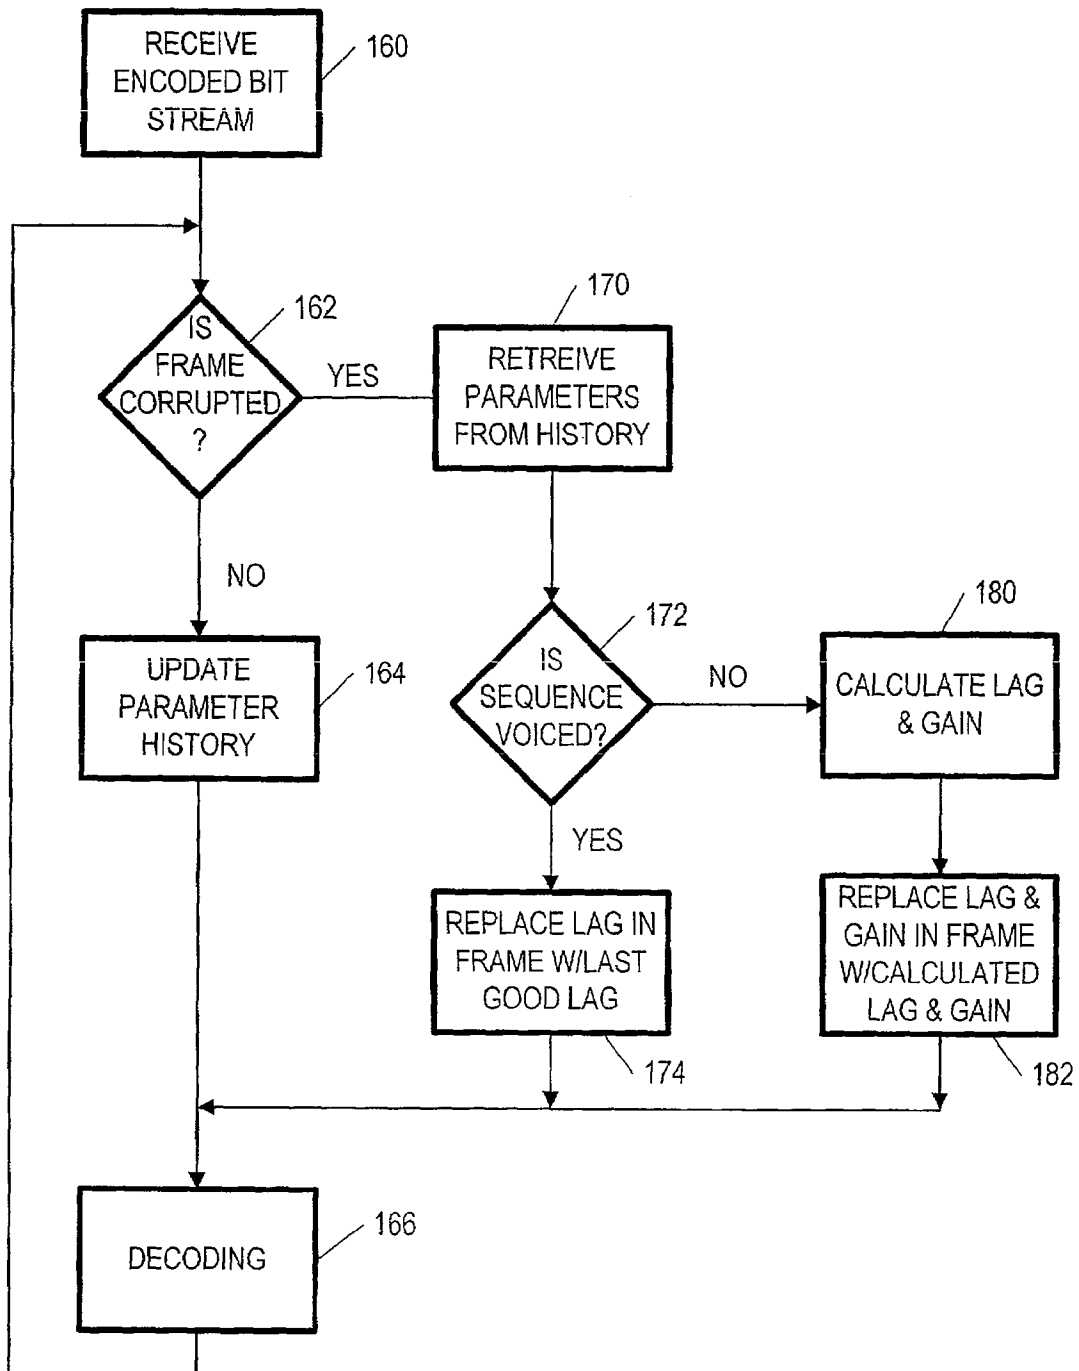 RECEIVE
ENCODED BIT
STREAM
160
162
IS
FRAME
CORRUPTED
?
YES
170
RETREIVE
PARAMETERS
FROM HISTORY
NO
UPDATE
PARAMETER
HISTORY
164
172
IS
SEQUENCE
VOICED?
NO
180
CALCULATE LAG
& GAIN
YES
REPLACE LAG IN
FRAME W/LAST
GOOD LAG
174
REPLACE LAG &
GAIN IN FRAME
W/CALCULATED
LAG & GAIN
182
DECODING
166